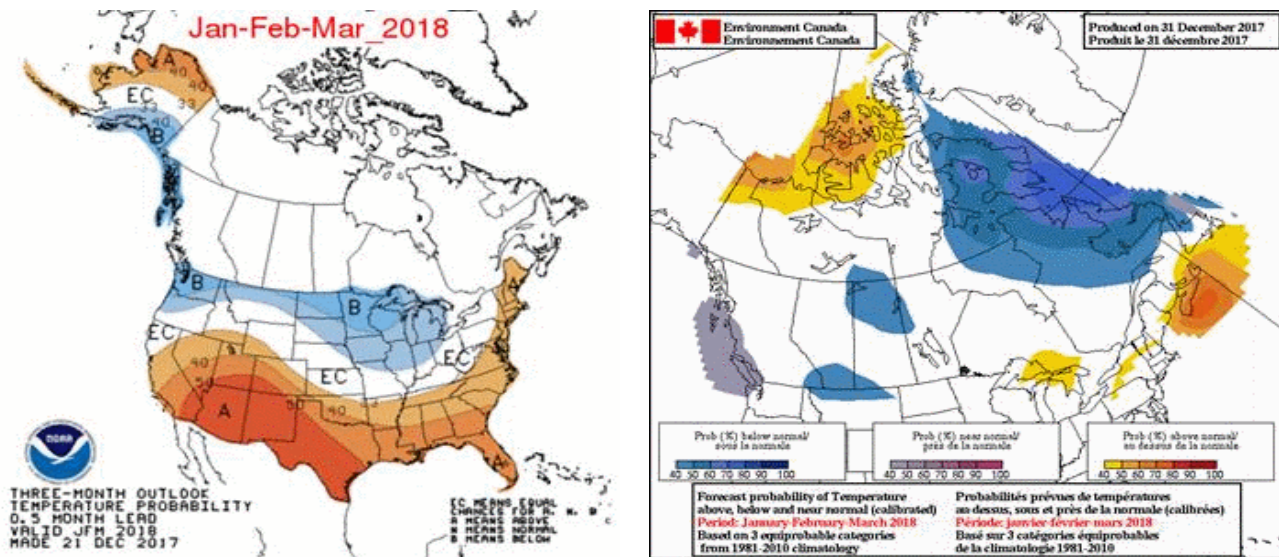 Jan-Feb-Mar_2018
A
40
40
EC
33
33
40
B
B
B
A
EC
EC
40
EC
50
A
50
40
33
A
NOAA
THREE-MONTH OUTLOOK
TEMPERATURE PROBABILITY
0.5 MONTH LEAD
VALID JFM 2018
MADE 21 DEC 2017
EC MEANS EQUAL
CHANCES FOR A, N, B
A MEANS ABOVE
N MEANS NORMAL
B MEANS BELOW
Environment Canada
Environnement Canada
Produced on 31 December 2017
Produit le 31 décembre 2017
Prob (%) below normal/
sous la normale
40 50 60 70 80 90 100
Prob (%) near normal/
près de la normale
40 50 60 70 80 90 100
Prob (%) above normal/
au dessus de la normale
40 50 60 70 80 90 100
Forecast probability of Temperature
above, below and near normal (calibrated)
Period: January-February-March 2018
Based on 3 equiprobable categories
from 1981-2010 climatology
Probabilités prévues de températures
au dessus, sous et près de la normale (calibrées)
Période: janvier-février-mars 2018
Basé sur 3 catégories équiprobables
de la climatologie 1981-2010